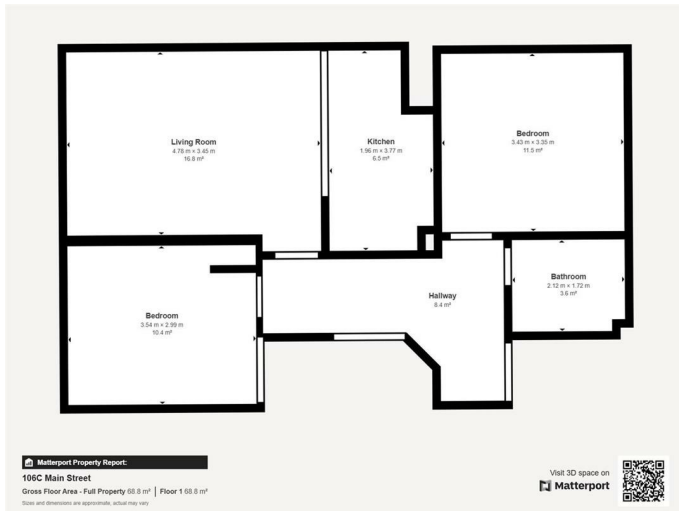 Living Room
4.78 m × 3.45 m
16.8 m²
Kitchen
1.96 m × 3.77 m
6.5 m²
Bedroom
3.43 m × 3.35 m
11.5 m²
Bedroom
3.54 m × 2.99 m
10.4 m²
Hallway
8.4 m²
Bathroom
2.12 m × 1.72 m
3.6 m²
Matterport Property Report:
106C Main Street
Gross Floor Area - Full Property 68.8 m² | Floor 1 68.8 m²
Sizes and dimensions are approximate, actual may vary
Visit 3D space on
Matterport